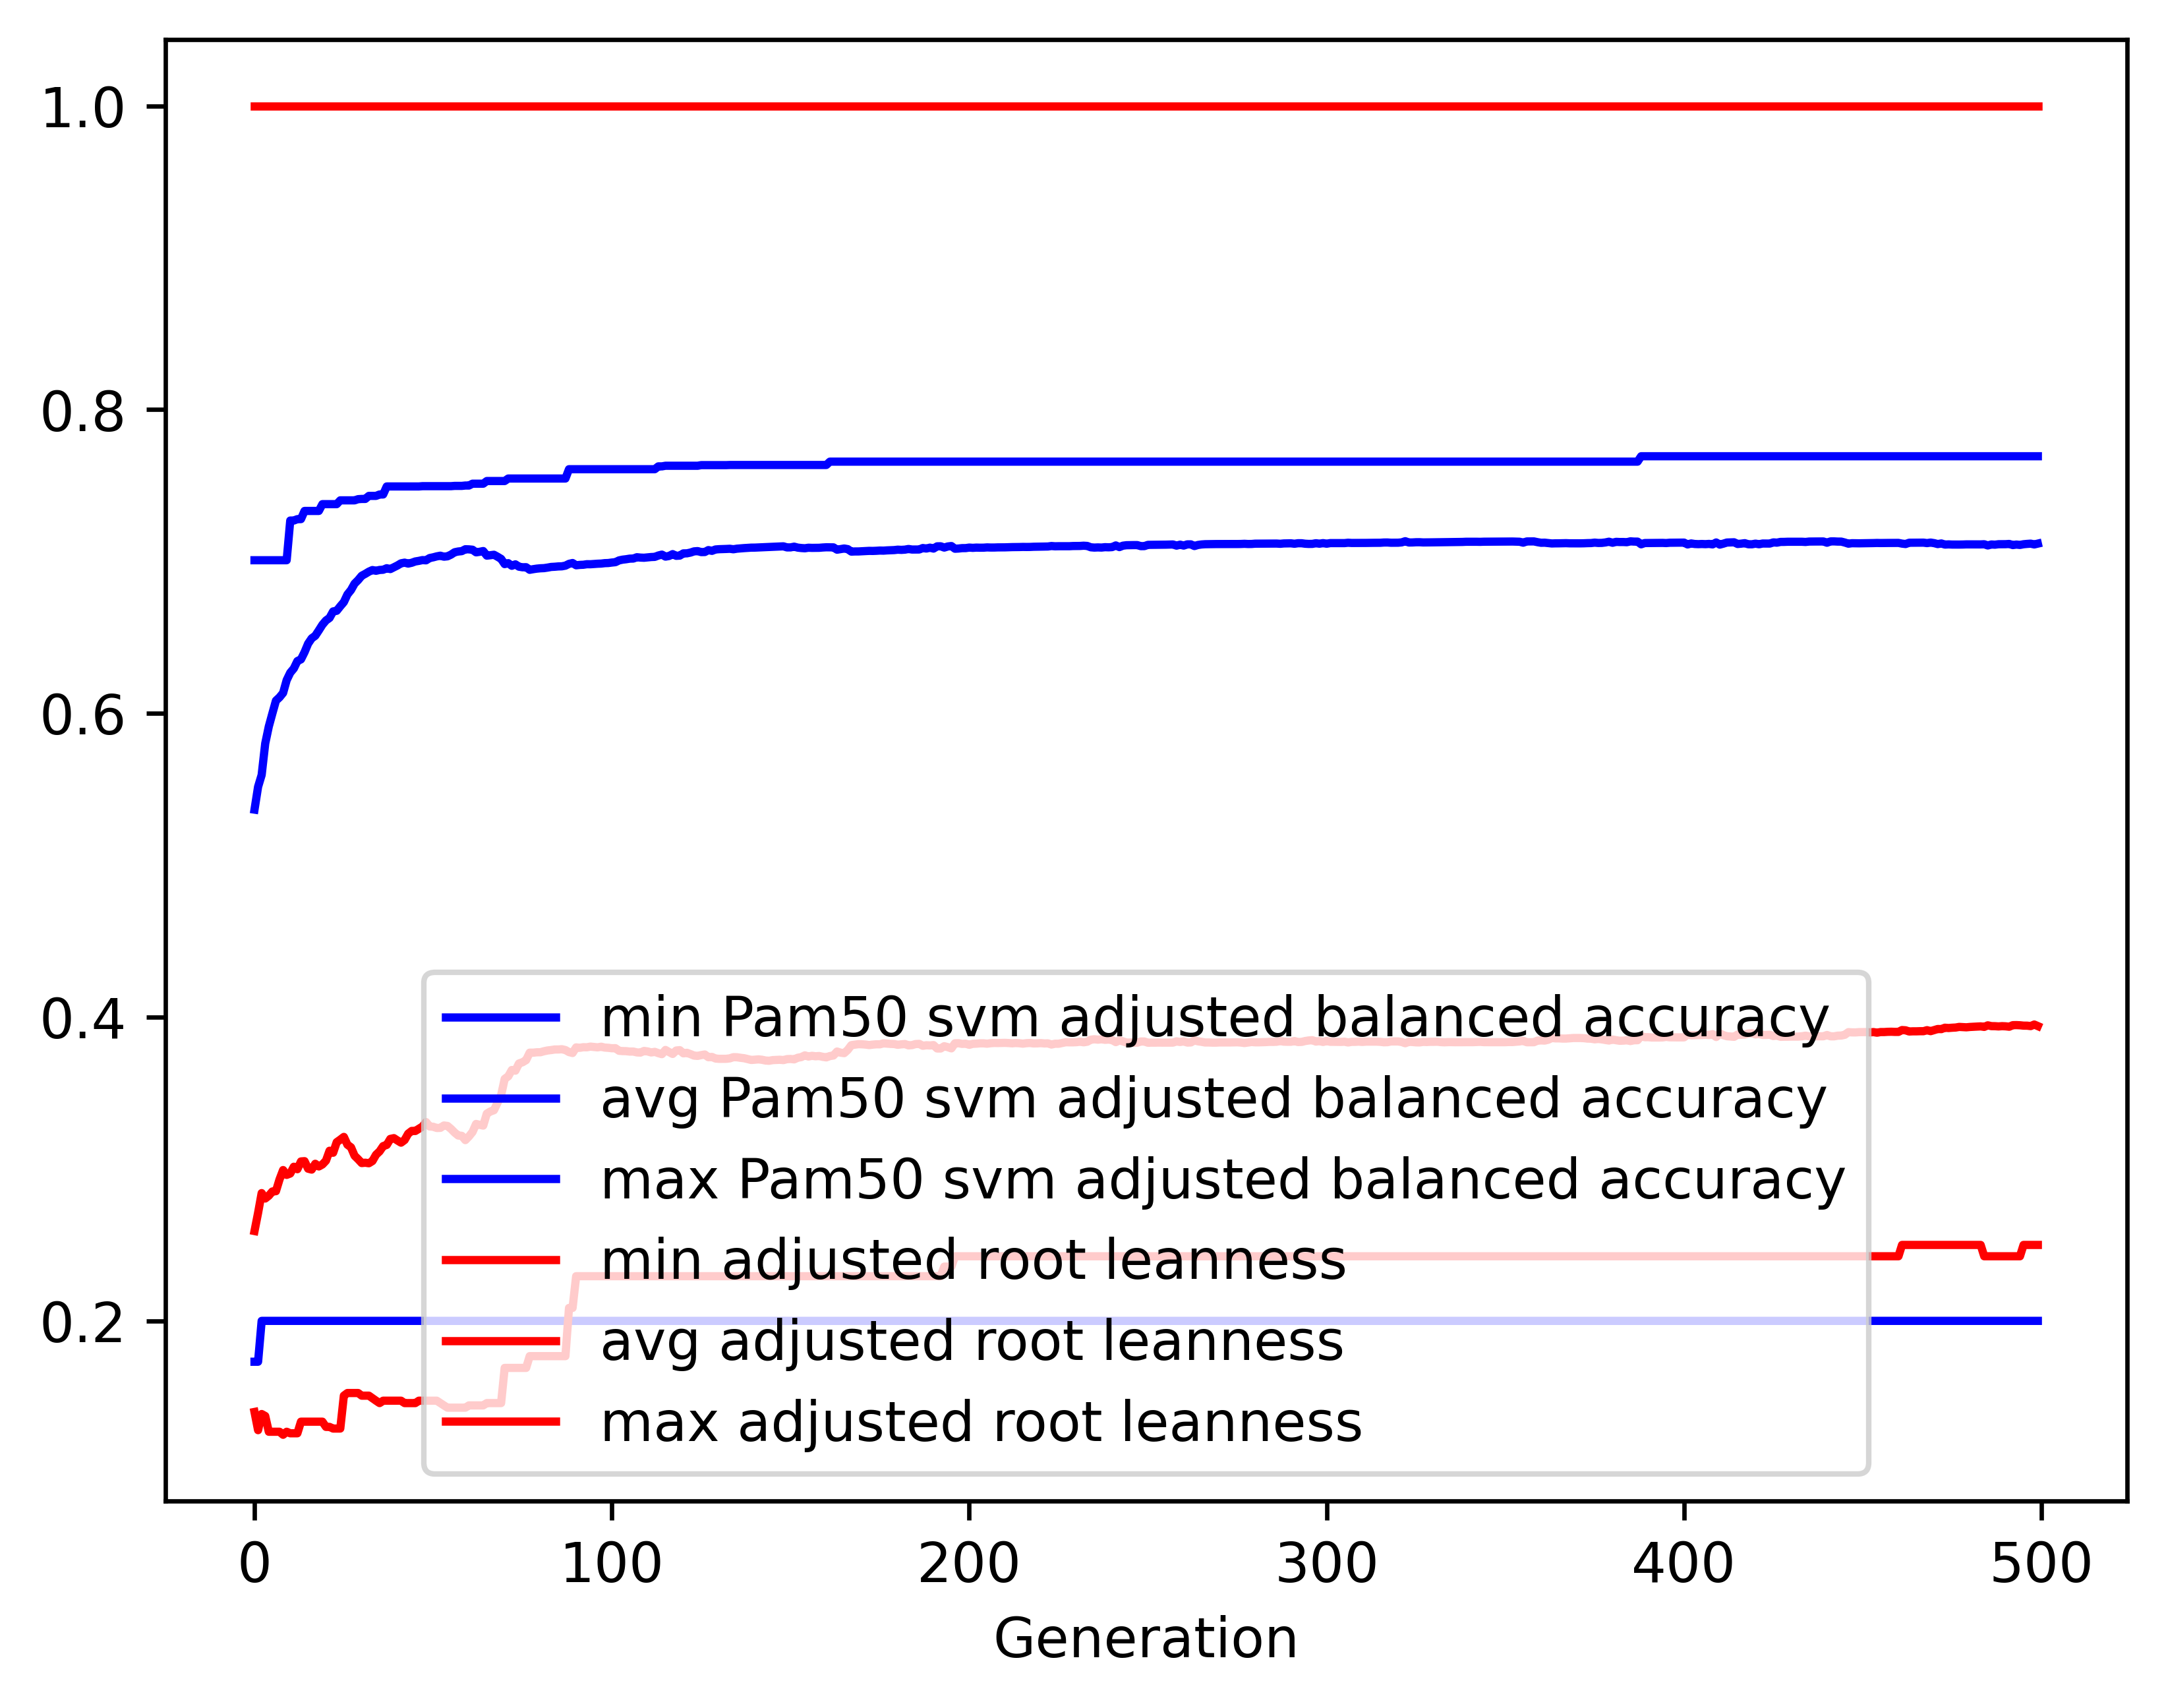 1.0
0.8
0.6
0.4
0.2
min Pam50 svm adjusted balanced accuracy
avg Pam50 svm adjusted balanced accuracy
max Pam50 svm adjusted balanced accuracy
min adjusted root leanness
avg adjusted root leanness
max adjusted root leanness
0 100 200 300 400 500
Generation